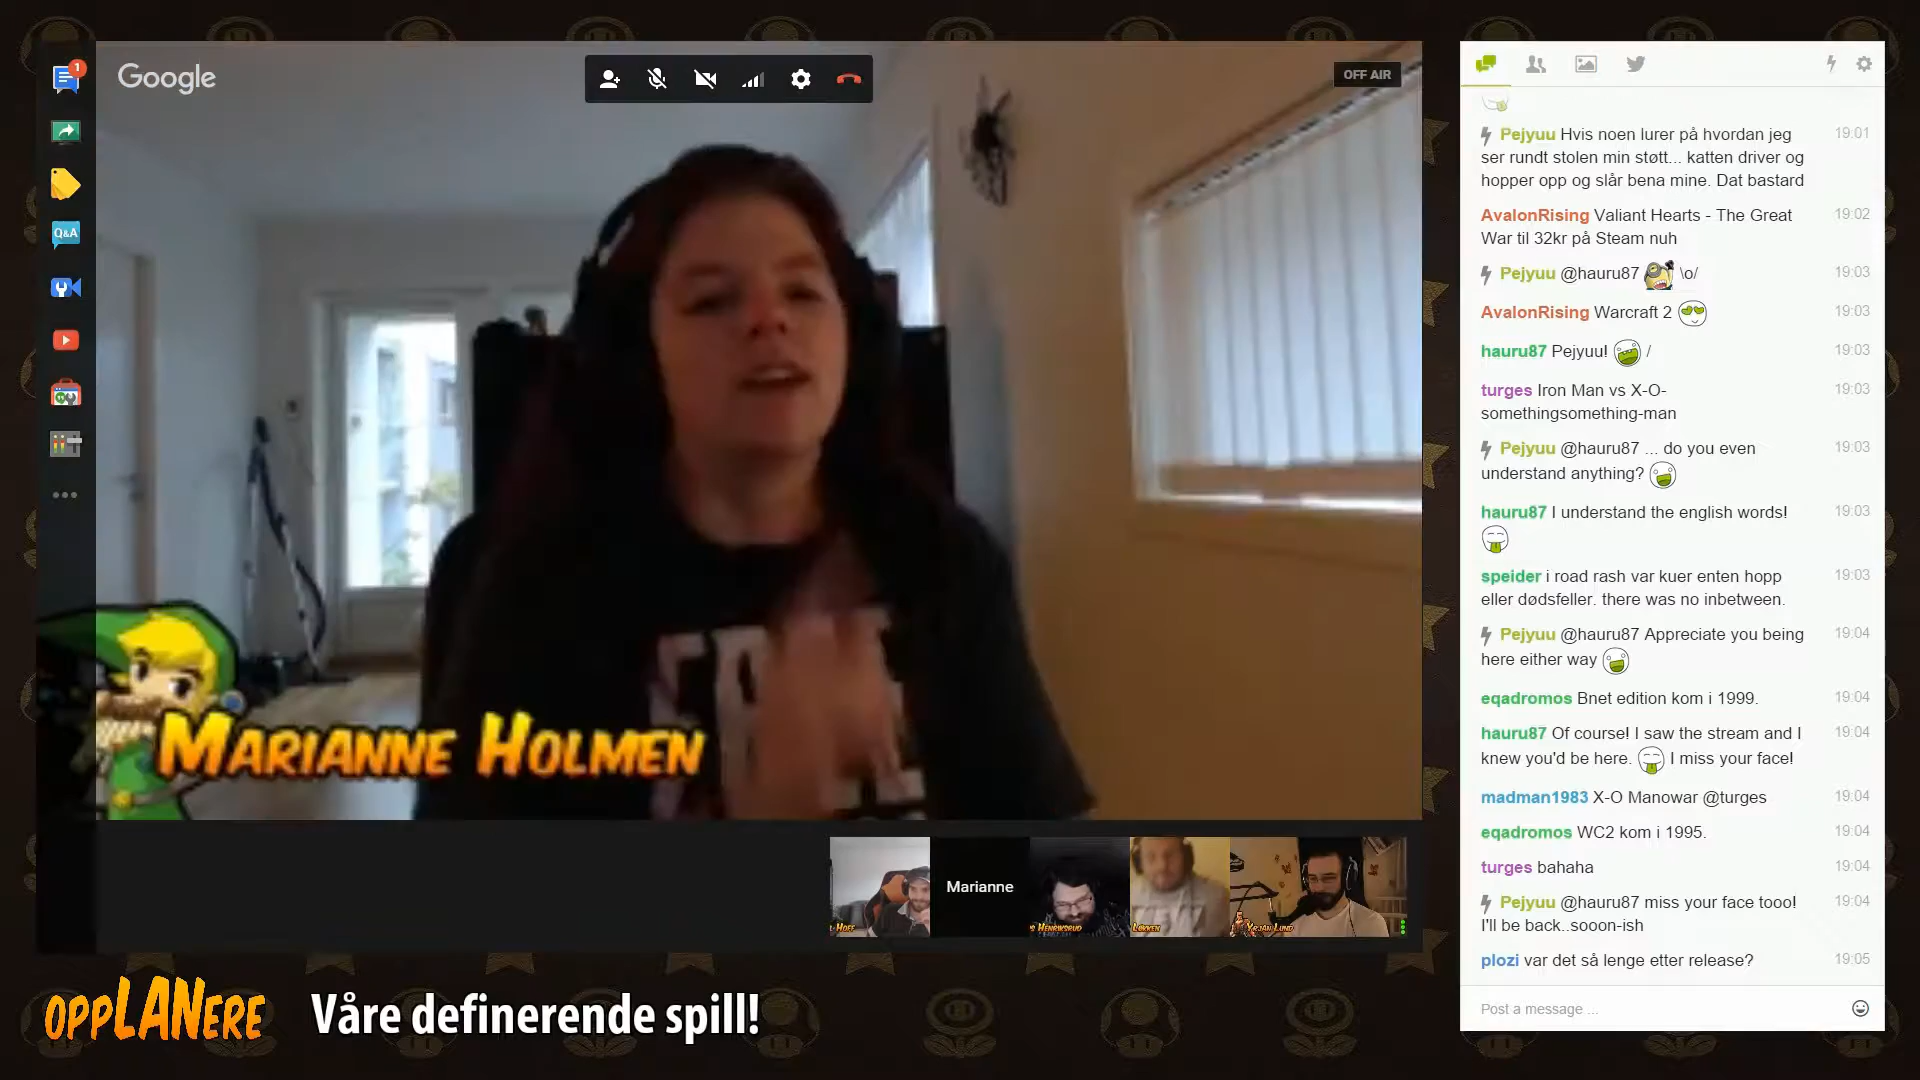 Google
OFF AIR
1
Q&A
MARIANNE HOLMEN
Marianne
L-HOFF
S HENRIKSRUD
LØKKEN
YRJAN LUND
OPPLANERE
Våre definerende spill!
Pejyuu Hvis noen lurer på hvordan jeg 19:01
ser rundt stolen min støtt... katten driver og
hopper opp og slår bena mine. Dat bastard
AvalonRising Valiant Hearts - The Great 19:02
War til 32kr på Steam nuh
Pejyuu @hauru87 \o/ 19:03
AvalonRising Warcraft 2 19:03
hauru87 Pejyuu! / 19:03
turges Iron Man vs X-O- 19:03
somethingsomething-man
Pejyuu @hauru87 ... do you even 19:03
understand anything?
hauru87 I understand the english words! 19:03
speider i road rash var kuer enten hopp 19:03
eller dødsfeller. there was no inbetween.
Pejyuu @hauru87 Appreciate you being 19:04
here either way
eqadromos Bnet edition kom i 1999. 19:04
hauru87 Of course! I saw the stream and I 19:04
knew you'd be here. I miss your face!
madman1983 X-O Manowar @turges 19:04
eqadromos WC2 kom i 1995. 19:04
turges bahaha 19:04
Pejyuu @hauru87 miss your face tooo! 19:04
I'll be back..sooon-ish
plozi var det så lenge etter release? 19:05
Post a message ...